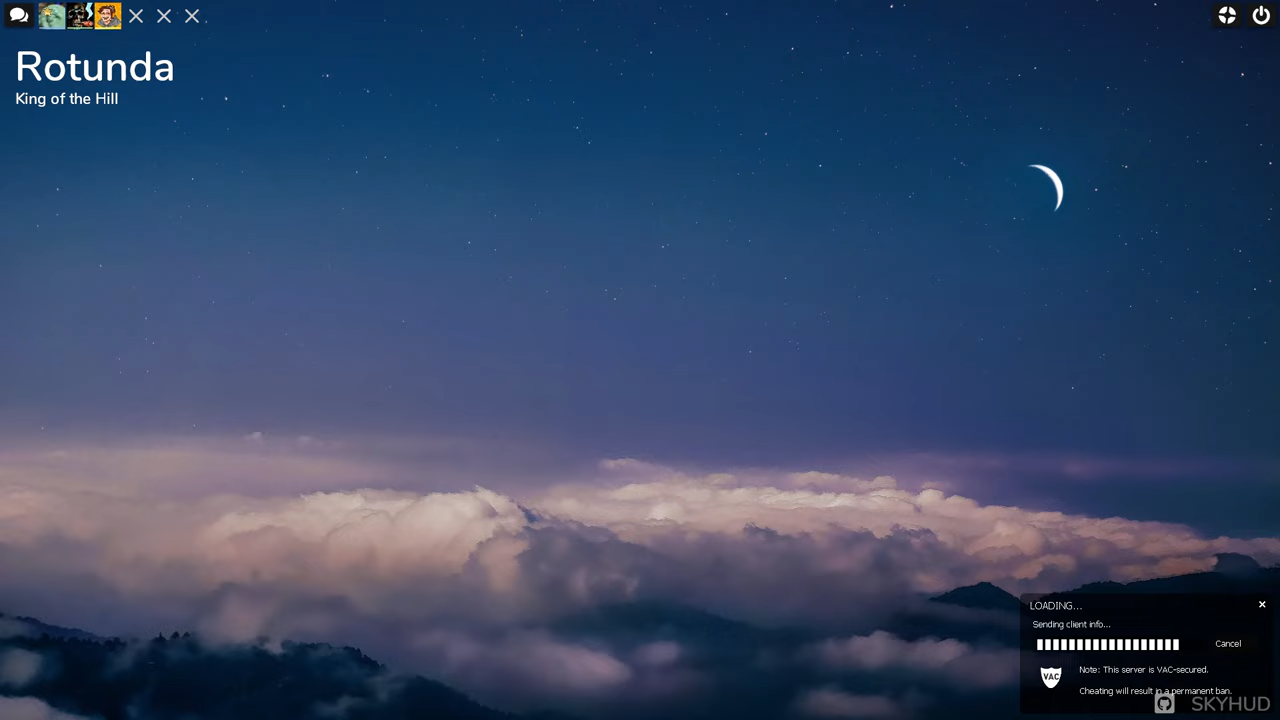 Rotunda
King of the Hill
LOADING...
Sending client info...
Cancel
VAC
Note: This server is VAC-secured.
Cheating will result in a permanent ban.
SKYHUD